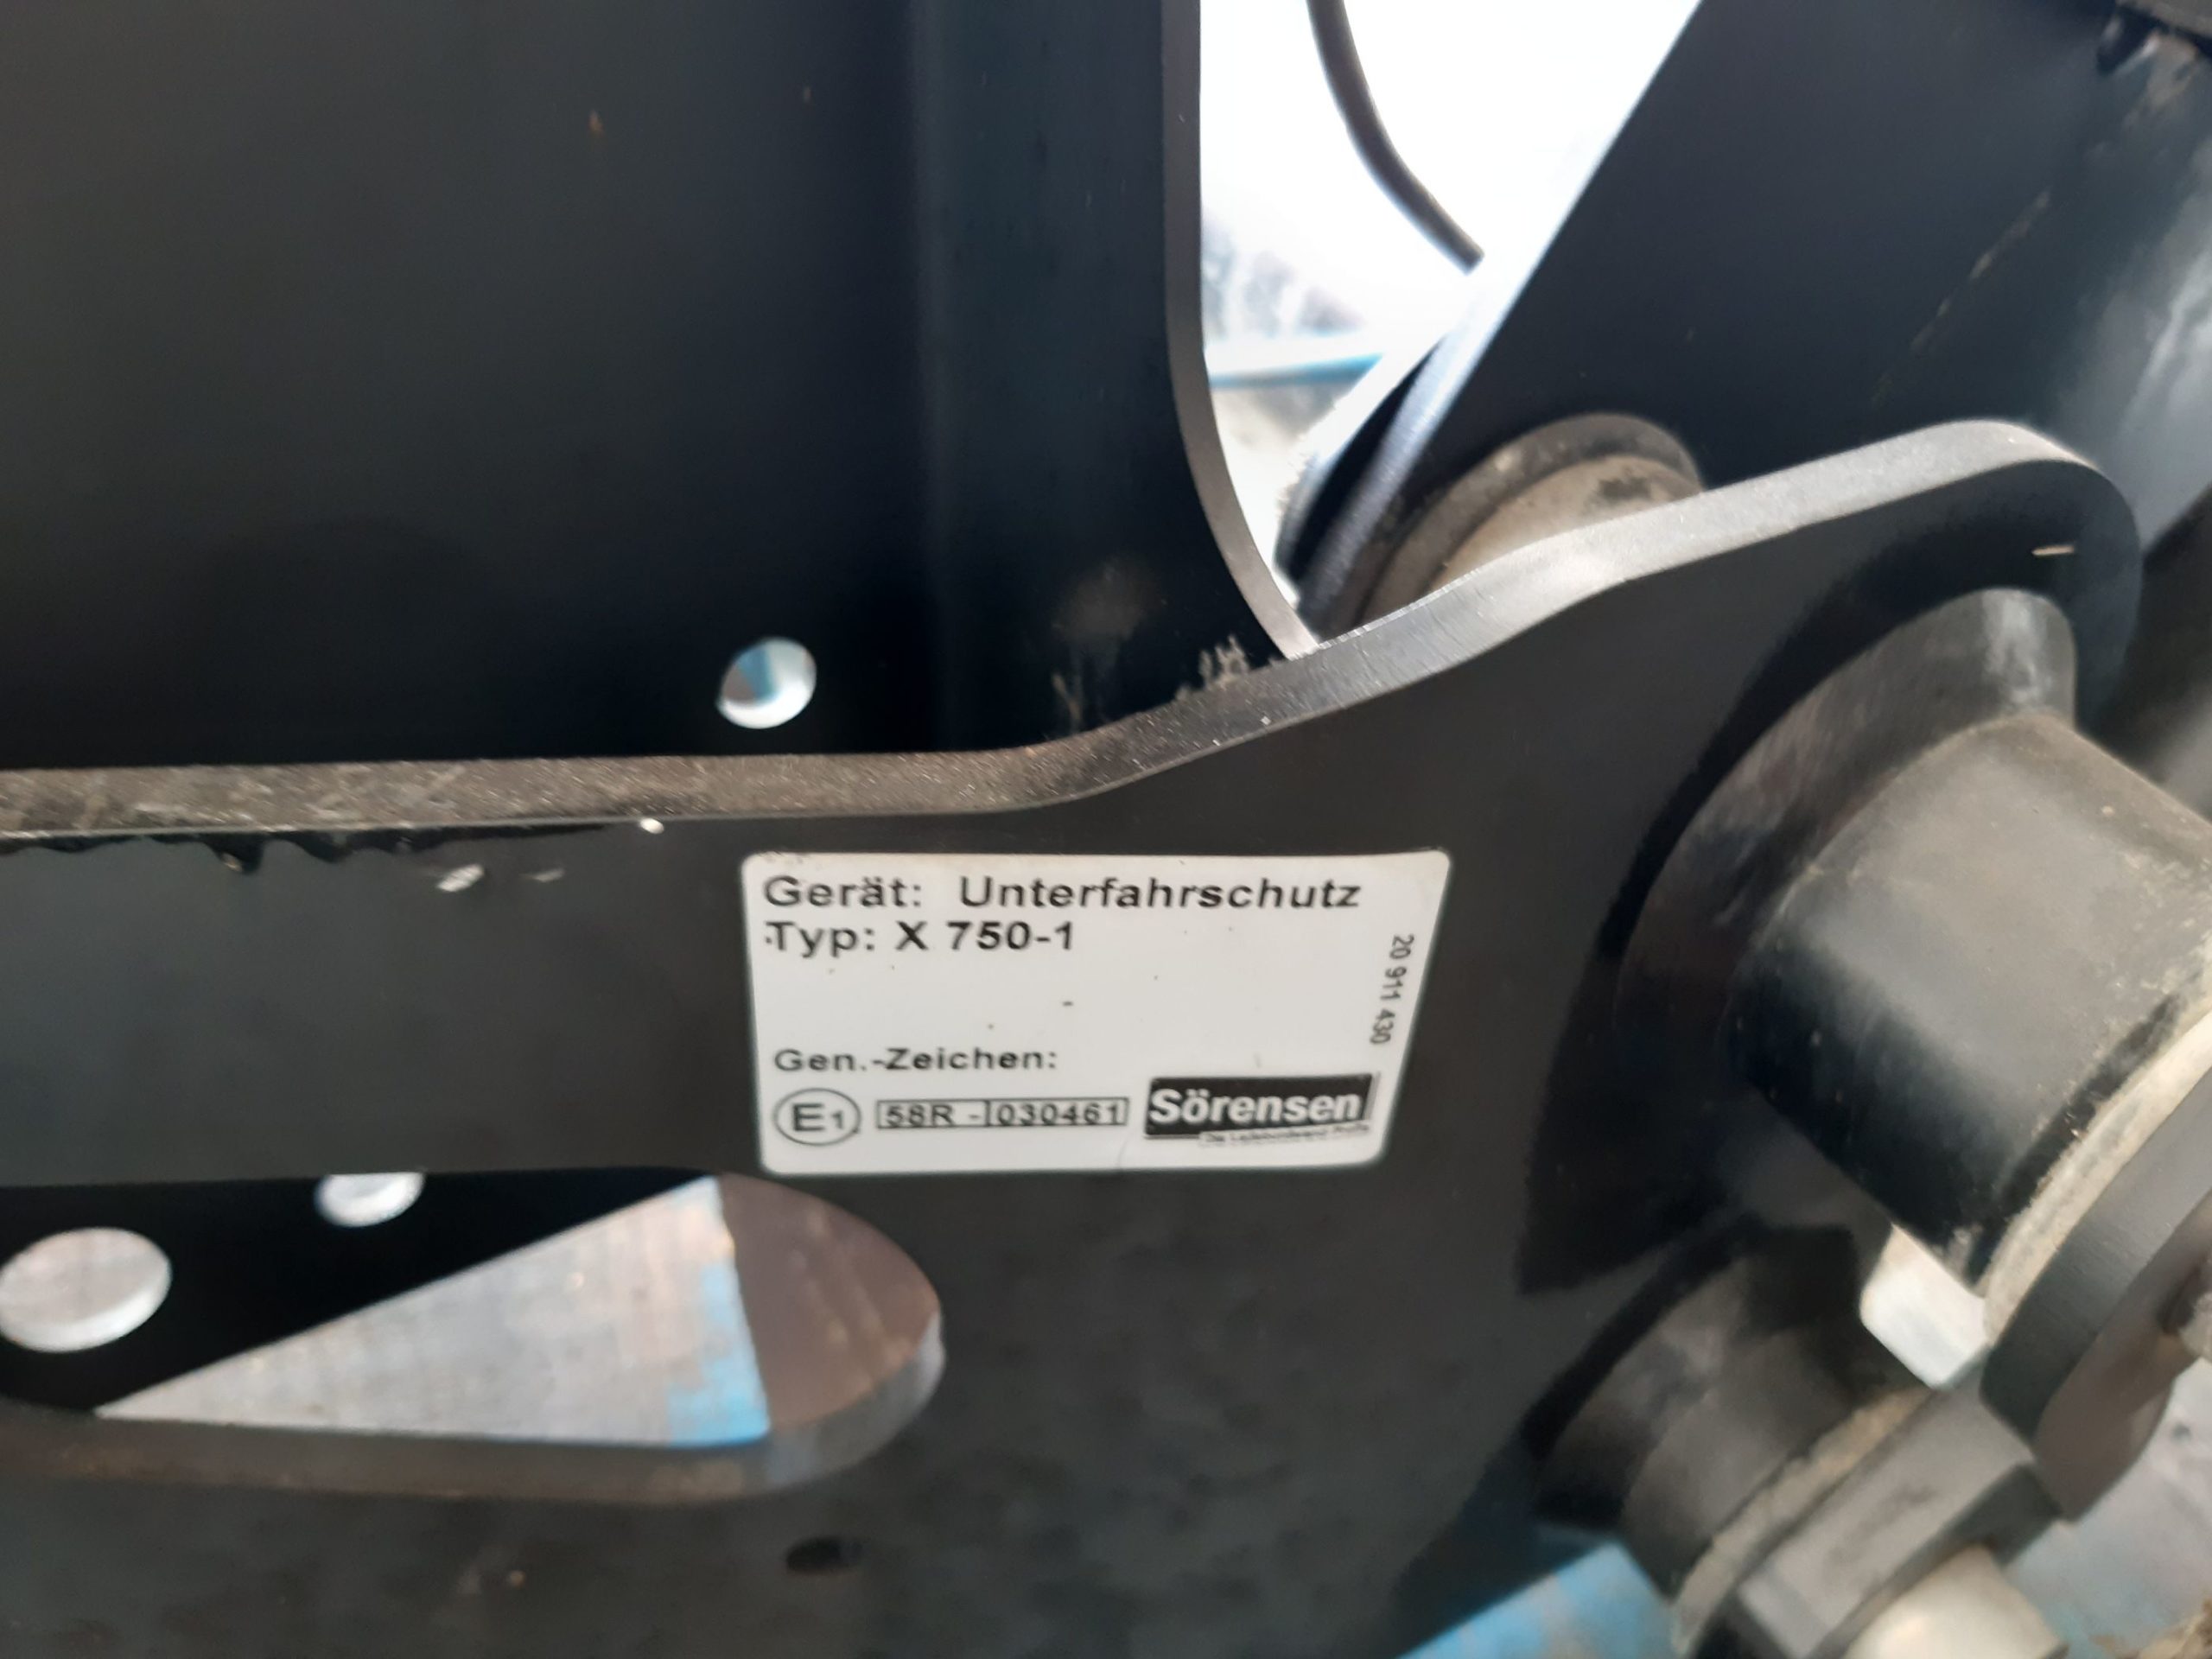 Gerät: Unterfahrschutz
Typ: X 750-1
20 911 430
Gen.-Zeichen:
E1 58R - 030461 Sörensen